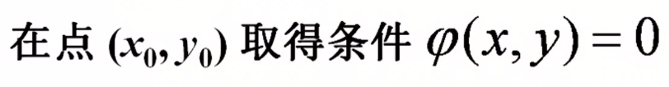 在点 (x₀, y₀) 取得条件 φ(x, y) = 0